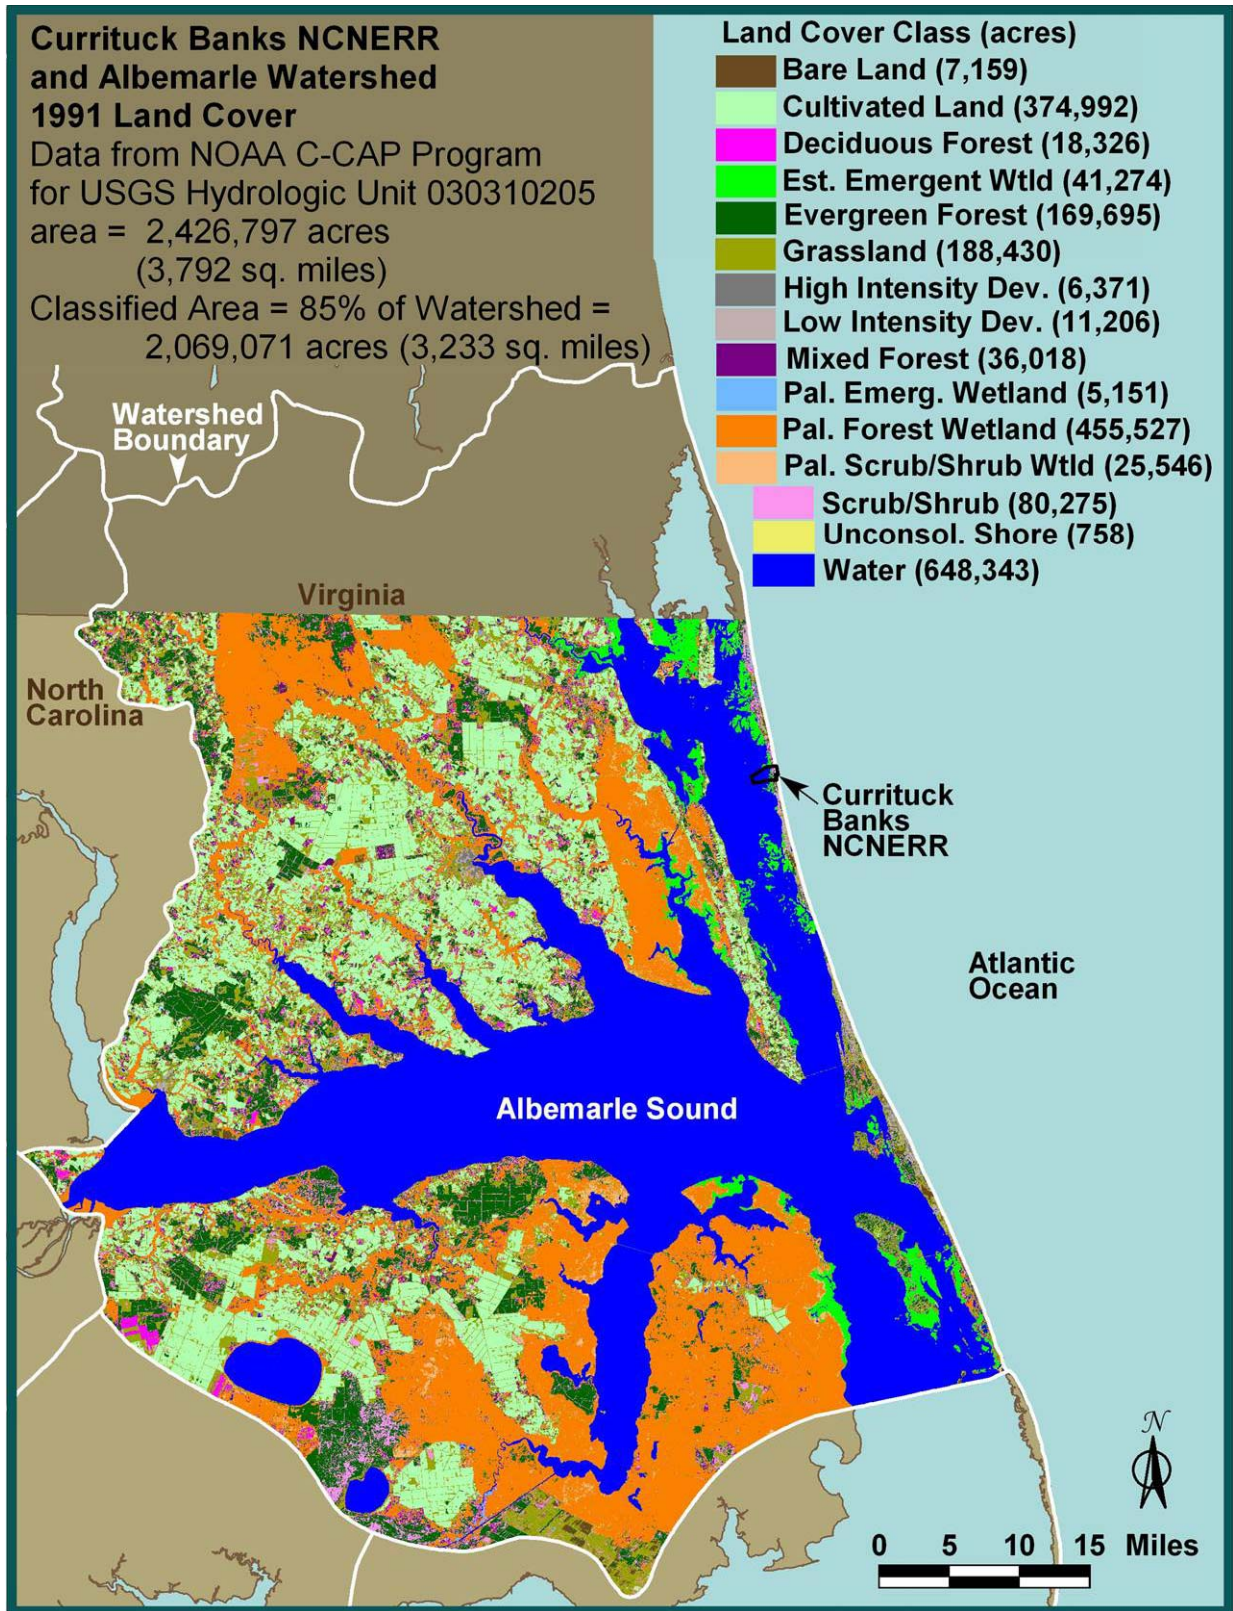 Currituck Banks NCNERR
and Albemarle Watershed
1991 Land Cover
Data from NOAA C-CAP Program
for USGS Hydrologic Unit 030310205
area = 2,426,797 acres
(3,792 sq. miles)
Classified Area = 85% of Watershed =
2,069,071 acres (3,233 sq. miles)
Land Cover Class (acres)
Bare Land (7,159)
Cultivated Land (374,992)
Deciduous Forest (18,326)
Est. Emergent Wtld (41,274)
Evergreen Forest (169,695)
Grassland (188,430)
High Intensity Dev. (6,371)
Low Intensity Dev. (11,206)
Mixed Forest (36,018)
Pal. Emerg. Wetland (5,151)
Pal. Forest Wetland (455,527)
Pal. Scrub/Shrub Wtld (25,546)
Scrub/Shrub (80,275)
Unconsol. Shore (758)
Water (648,343)
Watershed
Boundary
Virginia
North
Carolina
Currituck
Banks
NCNERR
Atlantic
Ocean
Albemarle Sound
N
0 5 10 15 Miles